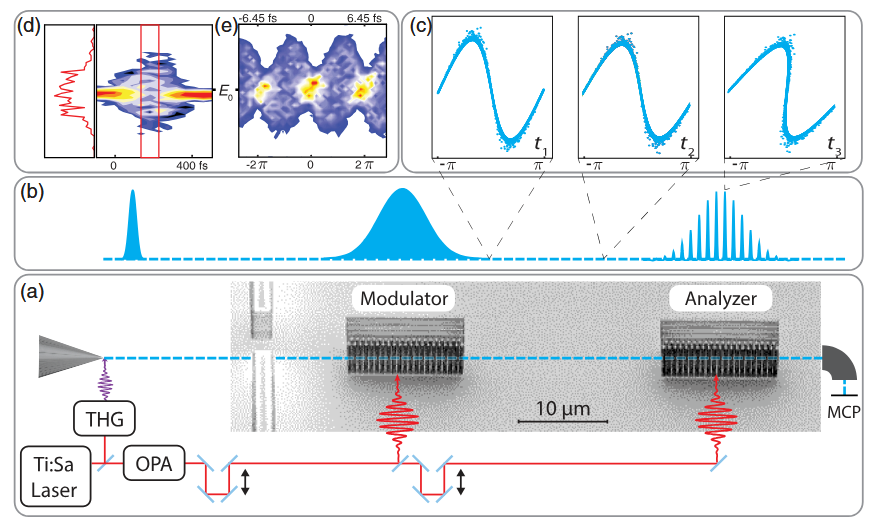 (d)
(e)
-6.45 fs 0 6.45 fs
(c)
E₀
t₁
t₂
t₃
-π π
-π π
-π π
0 400 fs
-2π 0 2π
(b)
(a)
Modulator
Analyzer
THG
10 μm
MCP
Ti:Sa
Laser
OPA